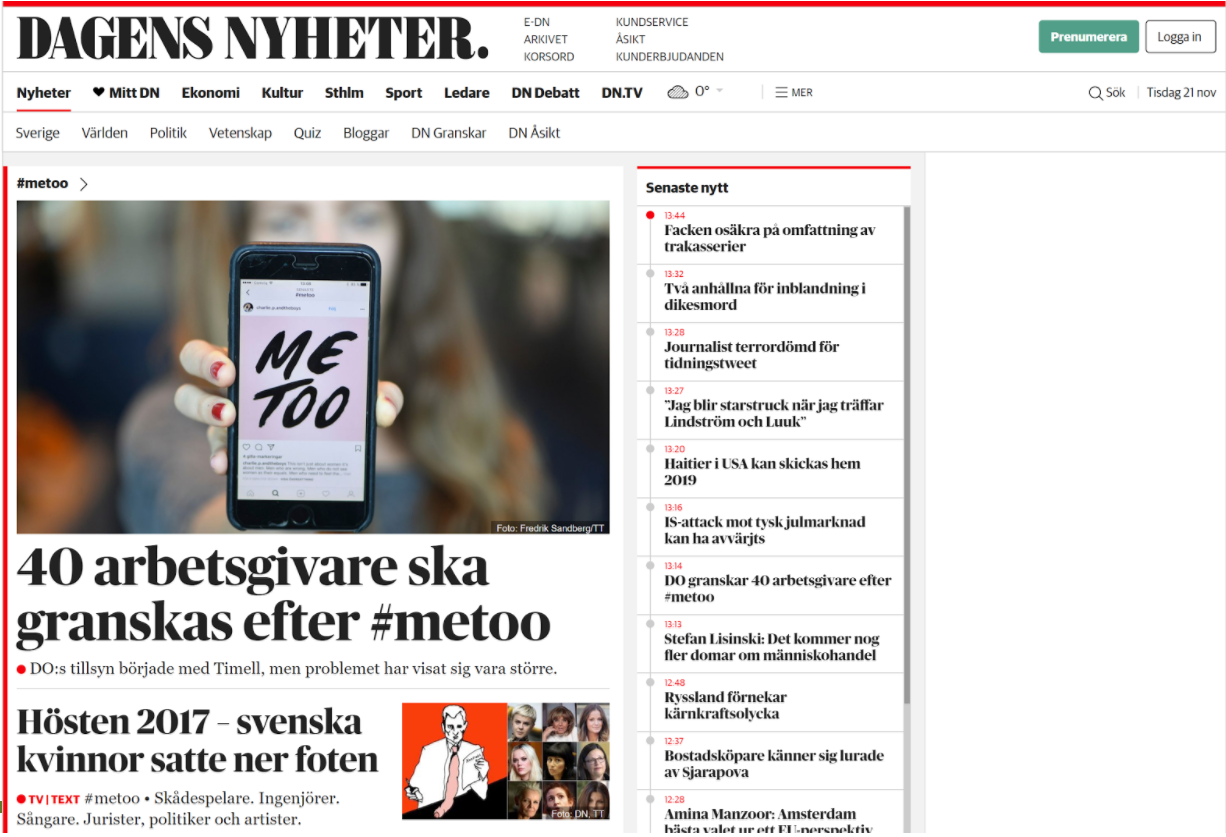 DAGENS NYHETER.
E-DN
ARKIVET
KORSORD
KUNDSERVICE
ÅSIKT
KUNDERBJUDANDEN
Prenumerera
Logga in
Nyheter
Mitt DN
Ekonomi
Kultur
Sthlm
Sport
Ledare
DN Debatt
DN.TV
0°
MER
Sök
Tisdag 21 nov
Sverige
Världen
Politik
Vetenskap
Quiz
Bloggar
DN Granskar
DN Åsikt
#metoo
#metoo
ME
TOO
Foto: Fredrik Sandberg/TT
40 arbetsgivare ska
granskas efter #metoo
DO:s tillsyn började med Timell, men problemet har visat sig vara större.
Hösten 2017 – svenska
kvinnor satte ner foten
TV|TEXT #metoo • Skådespelare. Ingenjörer.
Sångare. Jurister, politiker och artister.
Foto: DN, TT
Senaste nytt
13:44
Facken osäkra på omfattning av
trakasserier
13:32
Två anhållna för inblandning i
dikesmord
13:28
Journalist terrordömd för
tidningstweet
13:27
”Jag blir starstruck när jag träffar
Lindström och Luuk”
13:20
Haitier i USA kan skickas hem
2019
13:16
IS-attack mot tysk julmarknad
kan ha avvärjts
13:14
DO granskar 40 arbetsgivare efter
#metoo
13:13
Stefan Lisinski: Det kommer nog
fler domar om människohandel
12:48
Ryssland förnekar
kärnkraftsolycka
12:37
Bostadsköpare känner sig lurade
av Sjarapova
12:28
Amina Manzoor: Amsterdam
bästa valet ur ett EU-perspektiv